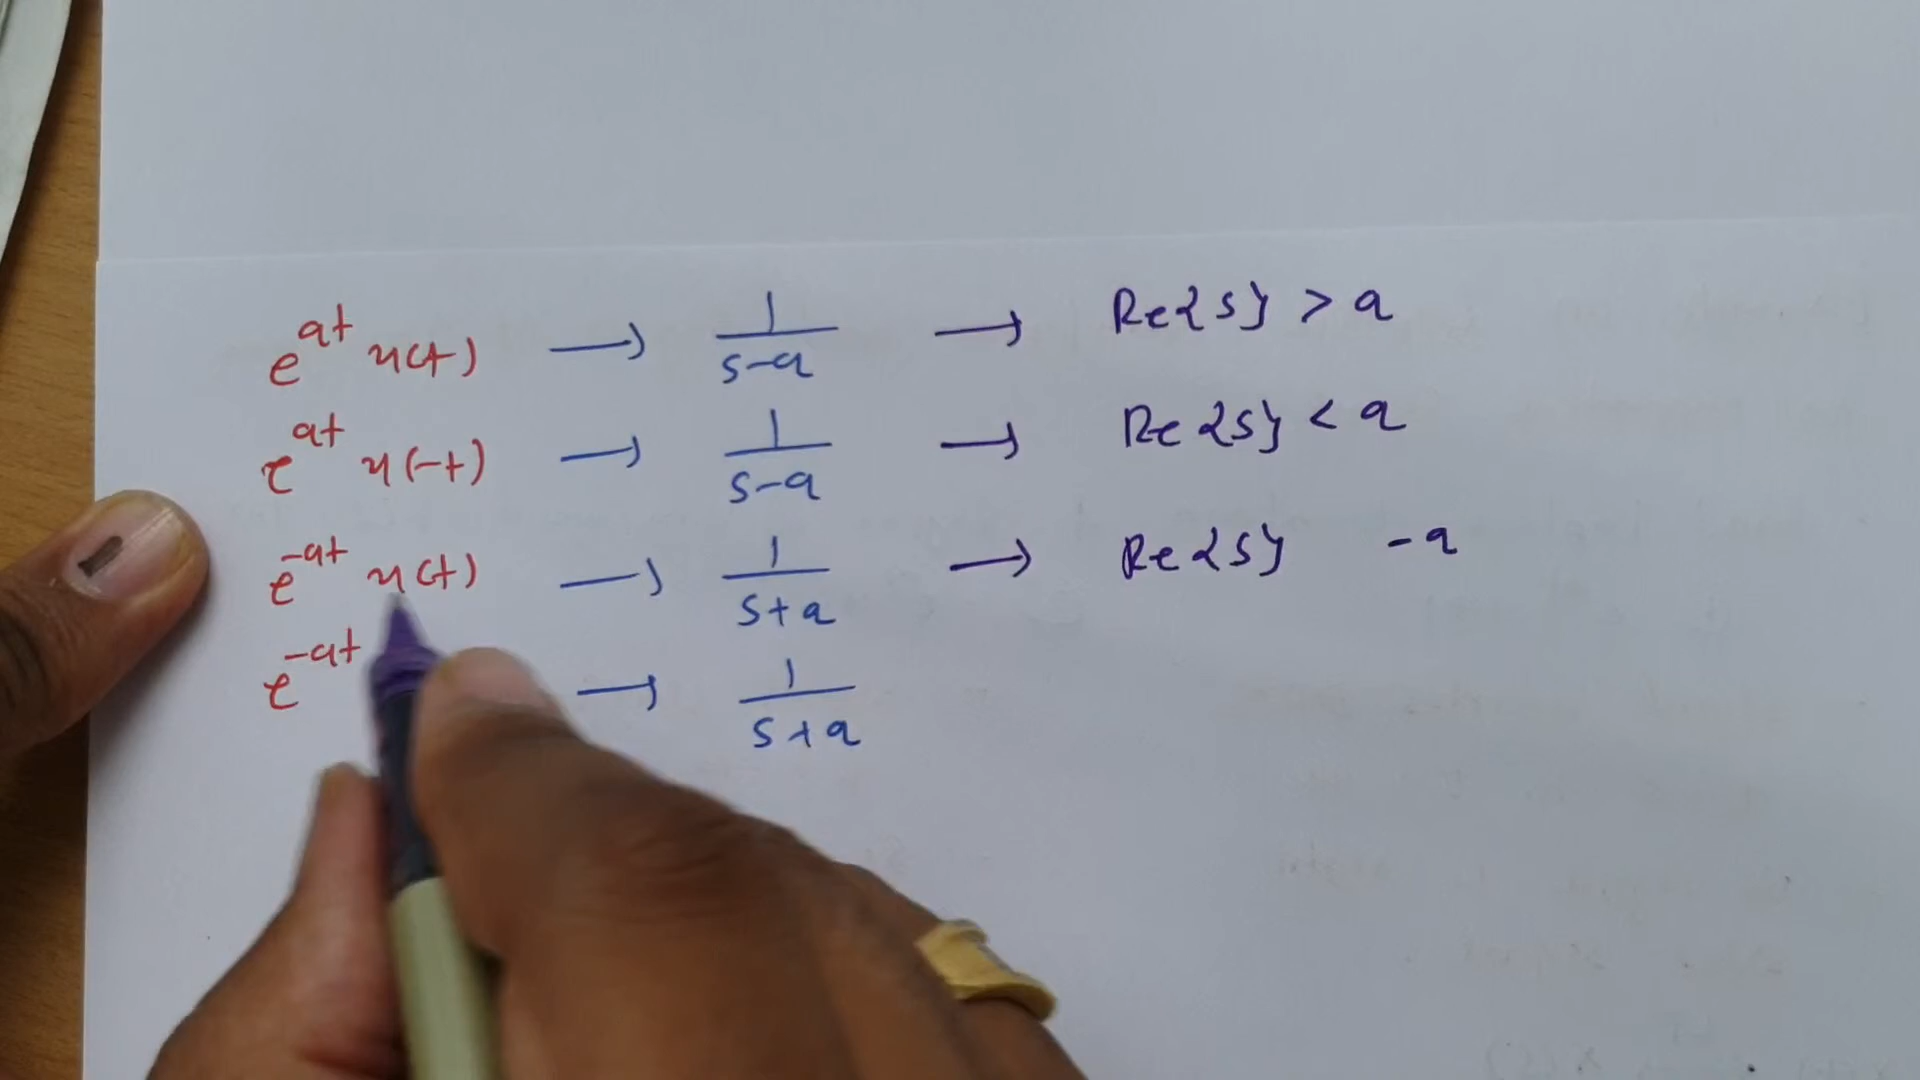 e^{at} u(t) → 1/(s-a) → Re{s} > a
e^{at} u(-t) → 1/(s-a) → Re{s} < a
e^{-at} u(t) → 1/(s+a) → Re{s} -a
e^{-at} → 1/(s+a)